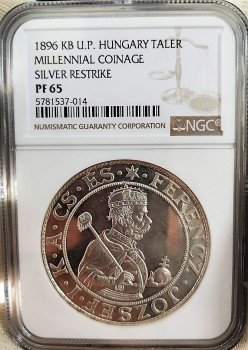 1896 KB U.P. HUNGARY TALER
MILLENNIAL COINAGE
SILVER RESTRIKE
PF 65
5781537-014
NUMISMATIC GUARANTY CORPORATION
NGC
FERENCZ JÓZSEF I. K. A. CS. ÉS